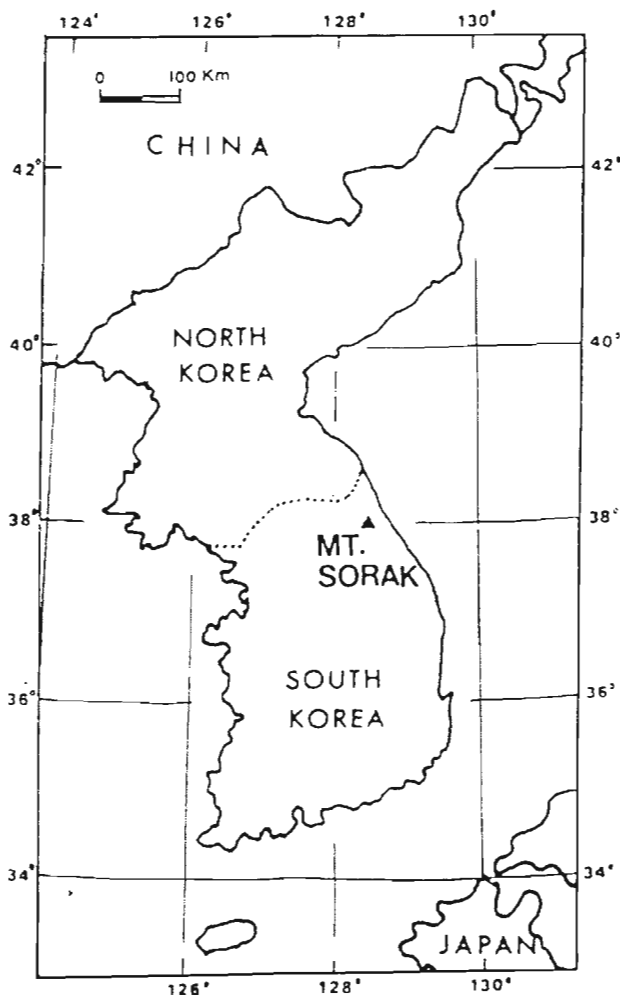 124° 126° 128° 130°
0 100 Km
CHINA
42° 42°
NORTH
KOREA
40° 40°
38° 38°
MT.
SORAK
SOUTH
KOREA
36° 36°
34° 34°
JAPAN
126° 128° 130°